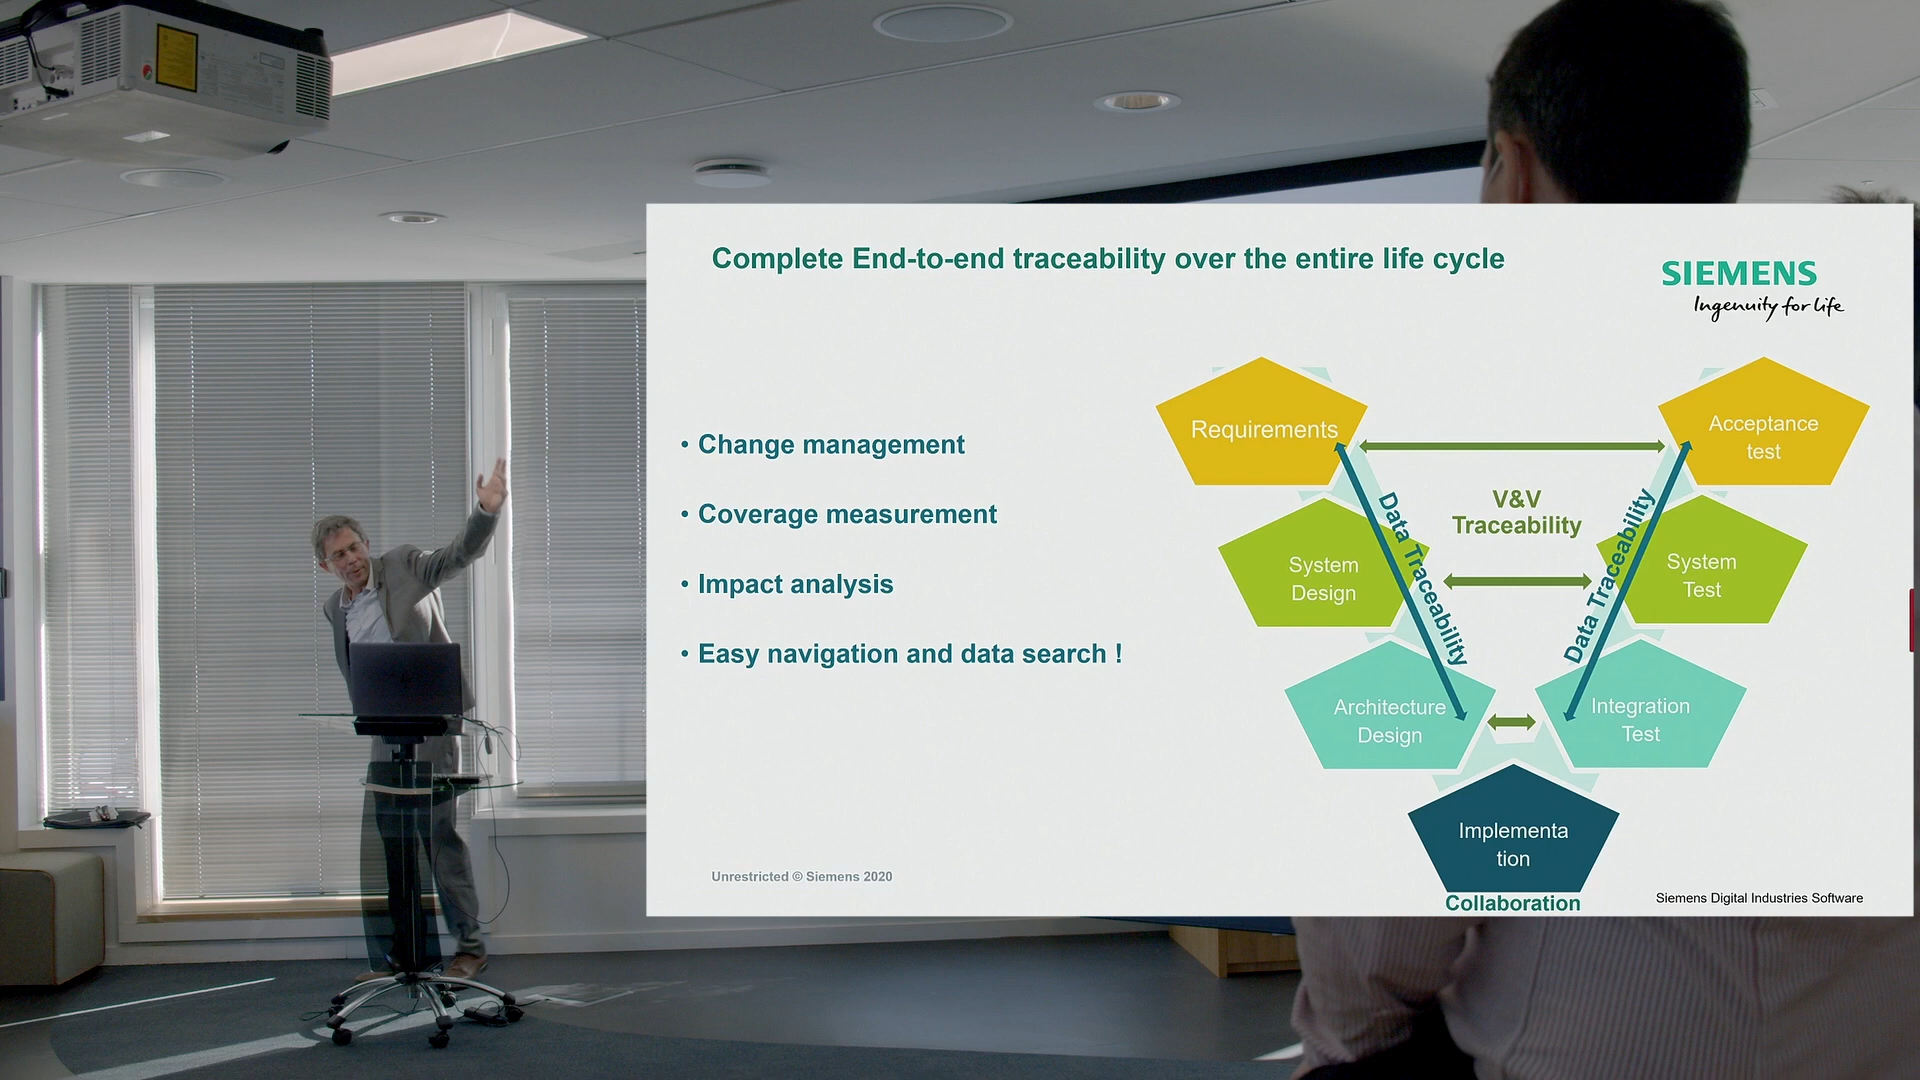 Complete End-to-end traceability over the entire life cycle
SIEMENS
Ingenuity for life
• Change management
• Coverage measurement
• Impact analysis
• Easy navigation and data search !
Requirements
Acceptance
test
V&V
Traceability
Data Traceability
Data Traceability
System
Design
System
Test
Architecture
Design
Integration
Test
Implementa
tion
Collaboration
Unrestricted © Siemens 2020
Siemens Digital Industries Software